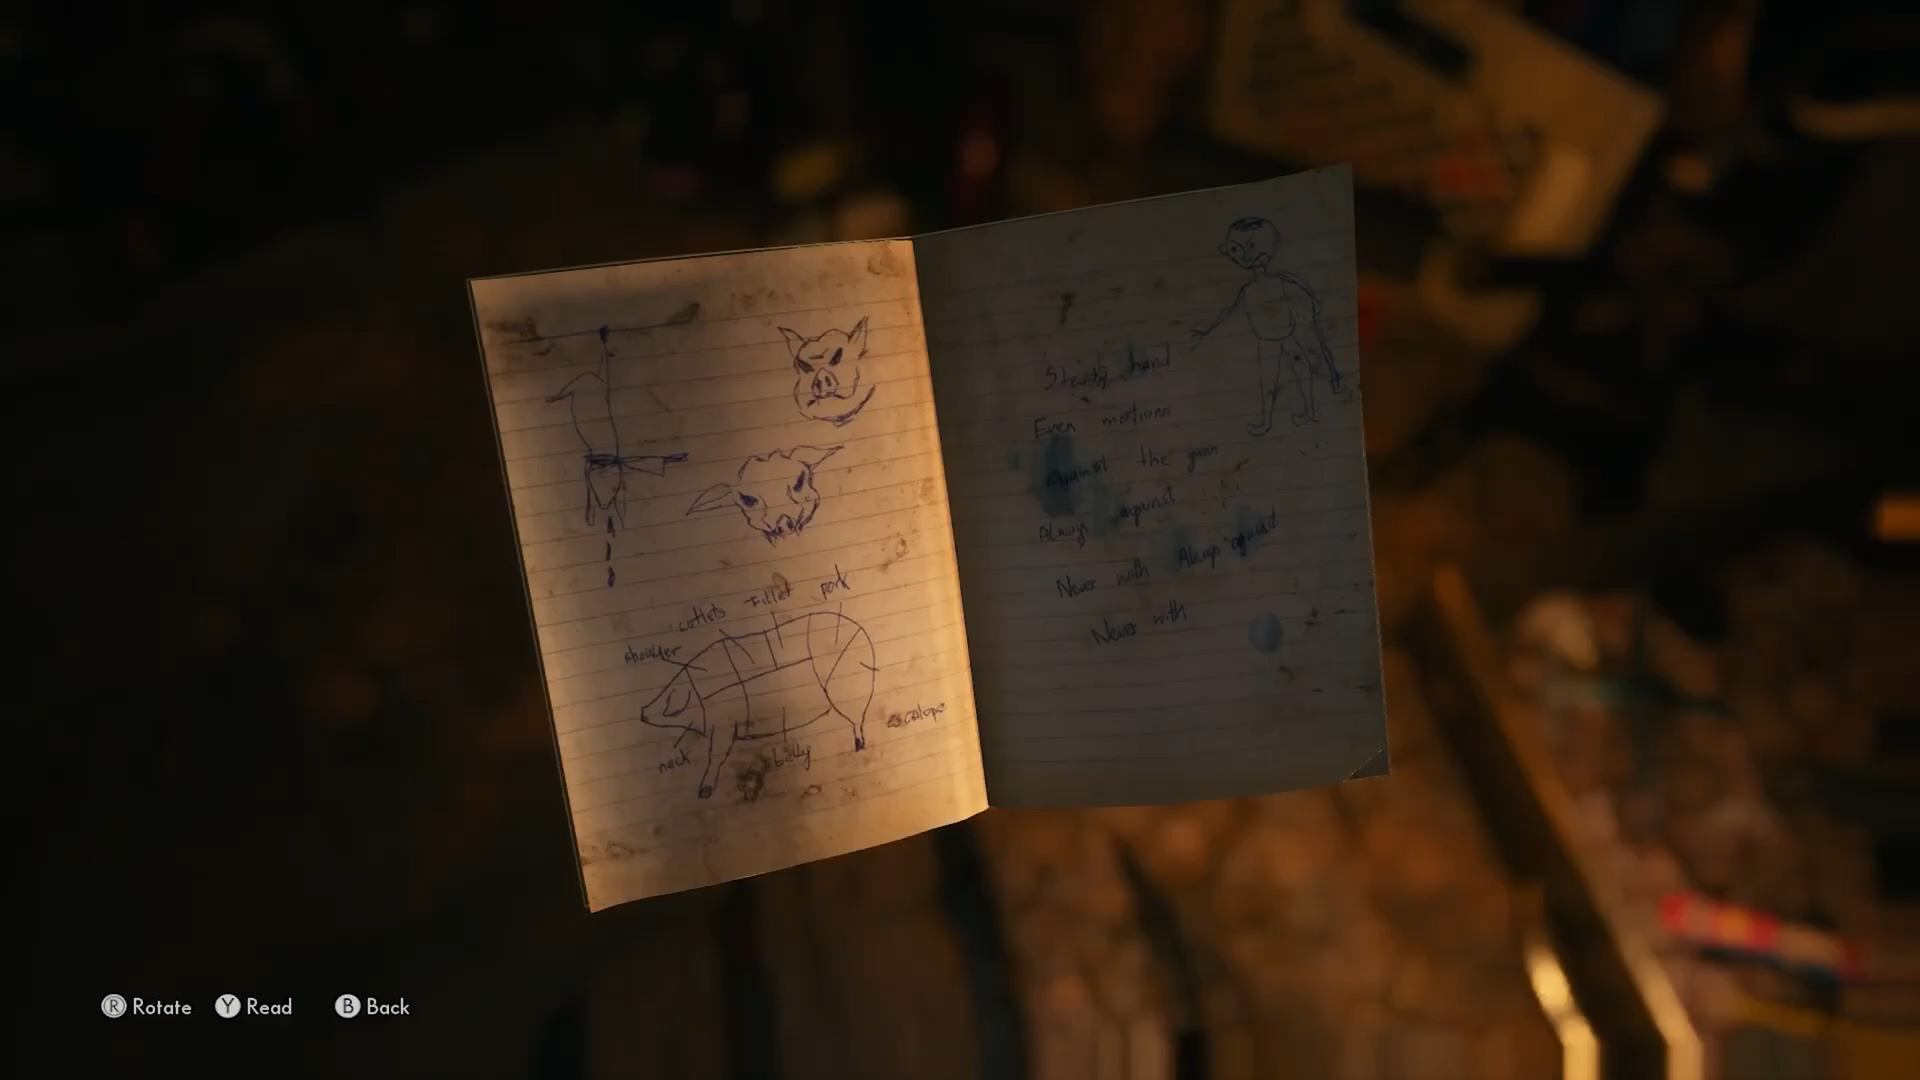 cutlets Fillet pork
shoulder
escalope
neck belly
Steady hand
Even motions
Against the grain
Always against
Never with Always against
Never with
R Rotate Y Read B Back